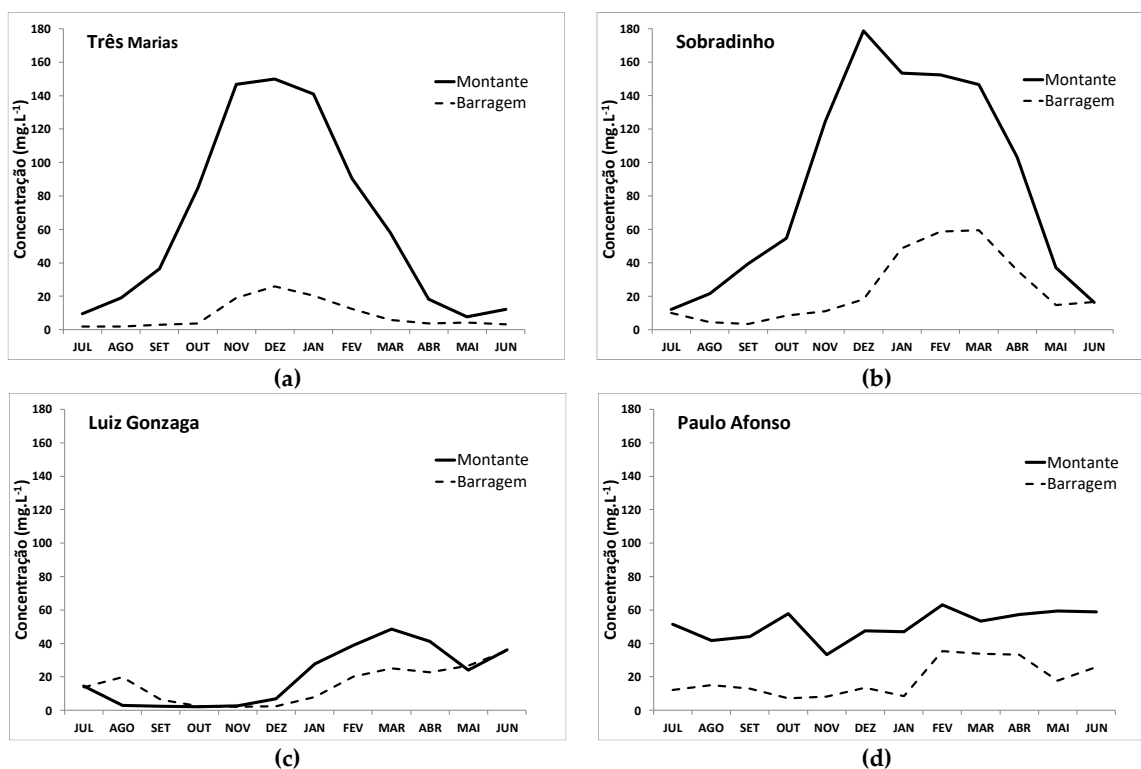 Três Marias
Montante
Barragem
Concentração (mg.L-1)
180
160
140
120
100
80
60
40
20
0
JUL AGO SET OUT NOV DEZ JAN FEV MAR ABR MAI JUN
(a)
Sobradinho
Montante
Barragem
Concentração (mg.L-1)
180
160
140
120
100
80
60
40
20
0
JUL AGO SET OUT NOV DEZ JAN FEV MAR ABR MAI JUN
(b)
Luiz Gonzaga
Montante
Barragem
Concentração (mg.L-1)
180
160
140
120
100
80
60
40
20
0
JUL AGO SET OUT NOV DEZ JAN FEV MAR ABR MAI JUN
(c)
Paulo Afonso
Montante
Barragem
Concentração (mg.L-1)
180
160
140
120
100
80
60
40
20
0
JUL AGO SET OUT NOV DEZ JAN FEV MAR ABR MAI JUN
(d)